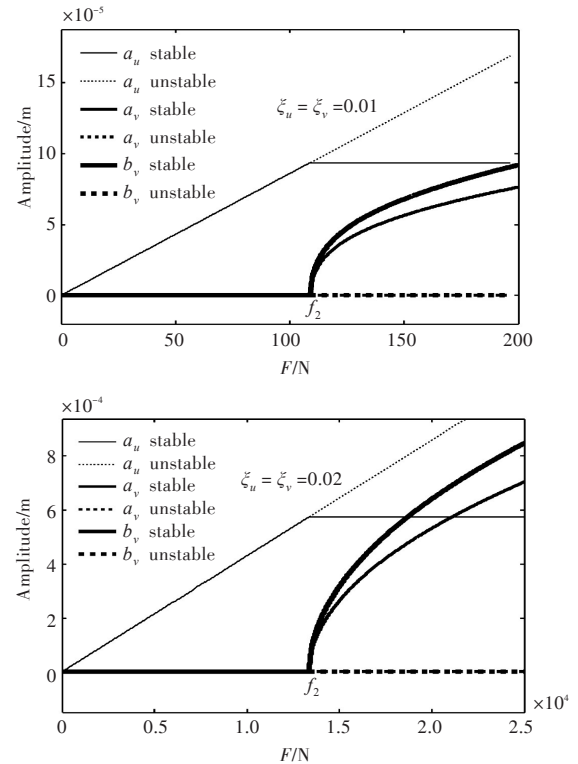 ×10⁻⁵
15
10
5
0
Amplitude/m
a_u stable
a_u unstable
a_v stable
a_v unstable
b_v stable
b_v unstable
ξ_u = ξ_v =0.01
f₂
0 50 100 150 200
F/N
×10⁻⁴
8
6
4
2
0
Amplitude/m
a_u stable
a_u unstable
a_v stable
a_v unstable
b_v stable
b_v unstable
ξ_u = ξ_v =0.02
f₂
0 0.5 1.0 1.5 2.0 2.5
×10⁴
F/N